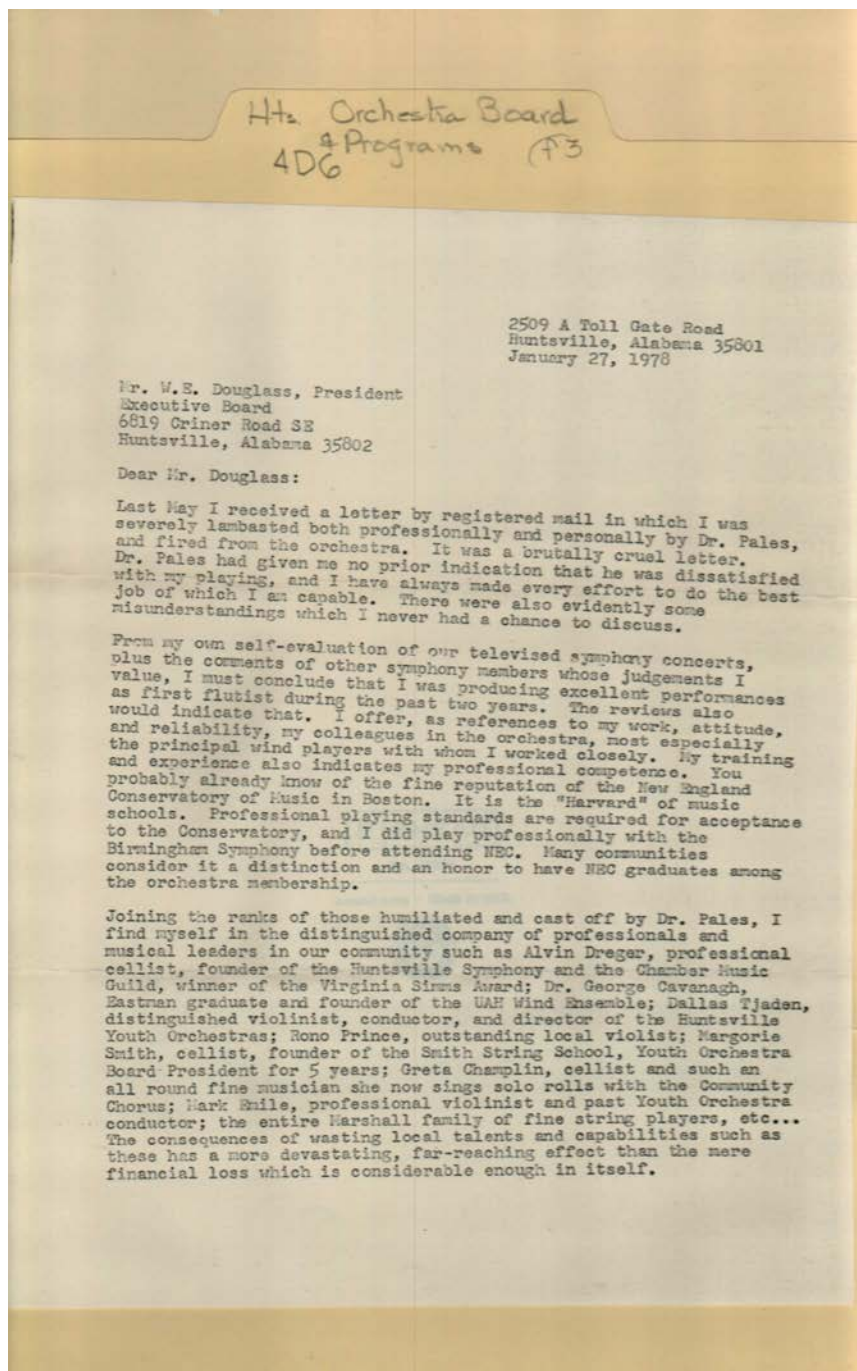 Hts. Orchestra Board
& Programs
4D6
f3
2509 A Toll Gate Road
Huntsville, Alabama 35801
January 27, 1978
Mr. W.E. Douglass, President
Executive Board
6819 Criner Road SE
Huntsville, Alabama 35802
Dear Mr. Douglass:
Last May I received a letter by registered mail in which I was
severely lambasted both professionally and personally by Dr. Pales,
and fired from the orchestra. It was a brutally cruel letter.
Dr. Pales had given me no prior indication that he was dissatisfied
with my playing, and I have always made every effort to do the best
job of which I am capable. There were also evidently some
misunderstandings which I never had a chance to discuss.
From my own self-evaluation of our televised symphony concerts,
plus the comments of other symphony members whose judgements I
value, I must conclude that I was producing excellent performances
as first flutist during the past two years. The reviews also
would indicate that. I offer, as references to my work, attitude,
and reliability, my colleagues in the orchestra, most especially
the principal wind players with whom I worked closely. My training
and experience also indicates my professional competence. You
probably already know of the fine reputation of the New England
Conservatory of Music in Boston. It is the "Harvard" of music
schools. Professional playing standards are required for acceptance
to the Conservatory, and I did play professionally with the
Birmingham Symphony before attending NEC. Many communities
consider it a distinction and an honor to have NEC graduates among
the orchestra membership.
Joining the ranks of those humiliated and cast off by Dr. Pales, I
find myself in the distinguished company of professionals and
musical leaders in our community such as Alvin Dreger, professional
cellist, founder of the Huntsville Symphony and the Chamber Music
Guild, winner of the Virginia Simms Award; Dr. George Cavanagh,
Eastman graduate and founder of the UAH Wind Ensemble; Dallas Tjaden,
distinguished violinist, conductor, and director of the Huntsville
Youth Orchestras; Rono Prince, outstanding local violist; Margorie
Smith, cellist, founder of the Smith String School, Youth Orchestra
Board President for 5 years; Greta Champlin, cellist and such an
all round fine musician she now sings solo rolls with the Community
Chorus; Mark Emile, professional violinist and past Youth Orchestra
conductor; the entire Marshall family of fine string players, etc...
The consequences of wasting local talents and capabilities such as
these has a more devastating, far-reaching effect than the mere
financial loss which is considerable enough in itself.